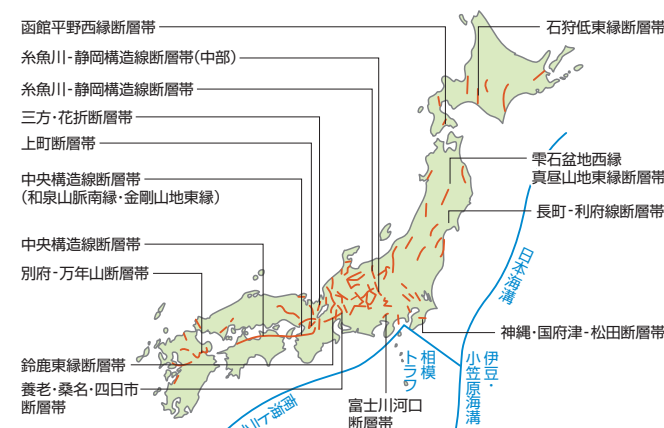 函館平野西縁断層帯
糸魚川-静岡構造線断層帯(中部)
糸魚川-静岡構造線断層帯
三方・花折断層帯
上町断層帯
中央構造線断層帯
(和泉山脈南縁・金剛山地東縁)
中央構造線断層帯
別府-万年山断層帯
鈴鹿東縁断層帯
養老・桑名・四日市
断層帯
石狩低東縁断層帯
雫石盆地西縁
真昼山地東縁断層帯
長町-利府線断層帯
日本海溝
神縄・国府津-松田断層帯
伊豆・
小笠原海溝
相模
トラフ
富士川河口
断層帯
南海トラフ